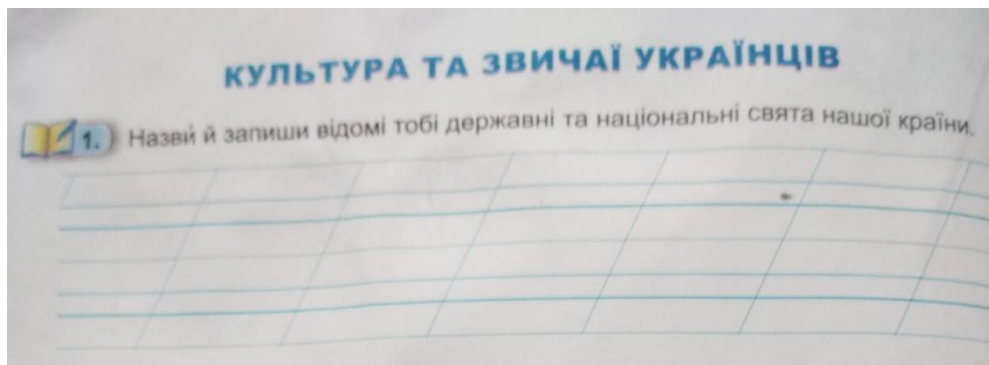 КУЛЬТУРА ТА ЗВИЧАЇ УКРАЇНЦІВ
1. Назви́ й запиши відомі тобі державні та національні свята нашої країни.